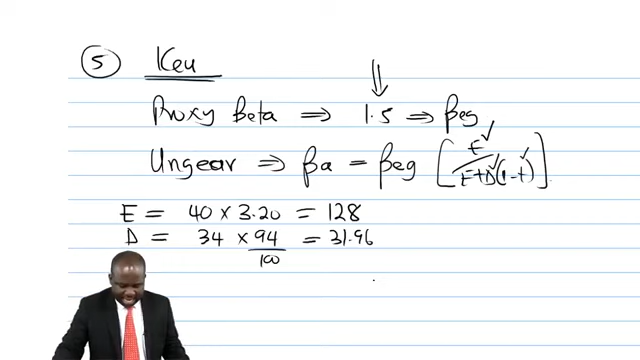 5 Keu
Proxy Beta ⇒ 1.5 ⇒ βeg
Ungear ⇒ βa = βeg [E / E+D(1-t)]
E = 40 × 3.20 = 128
D = 34 × 94/100 = 31.96